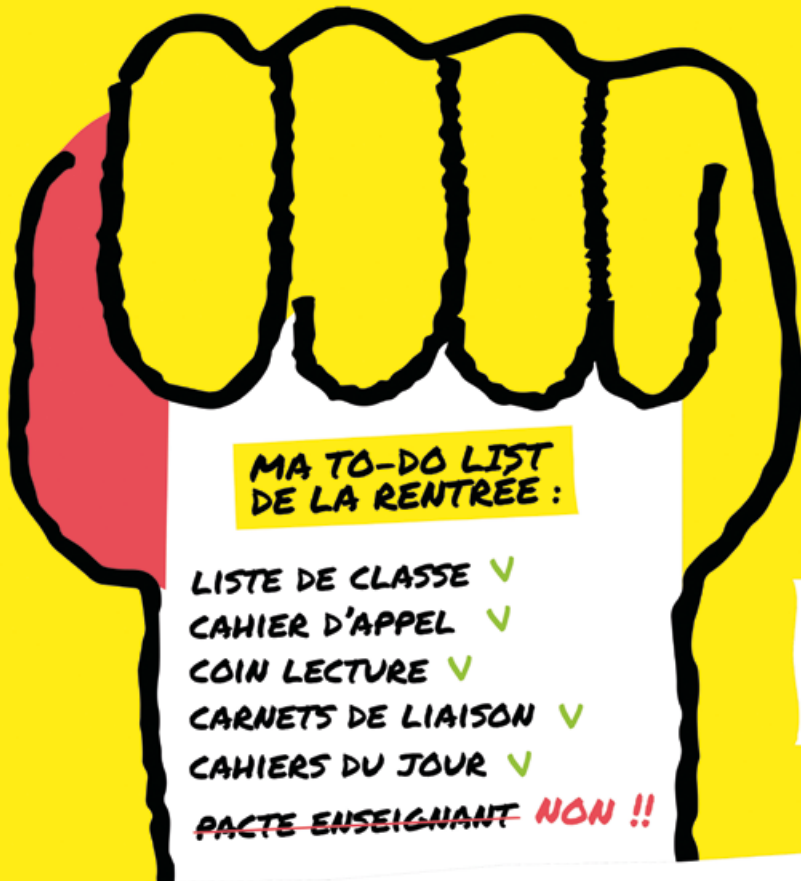 MA TO-DO LIST
DE LA RENTRÉE :
LISTE DE CLASSE V
CAHIER D'APPEL V
COIN LECTURE V
CARNETS DE LIAISON V
CAHIERS DU JOUR V
PACTE ENSEIGNANT NON !!